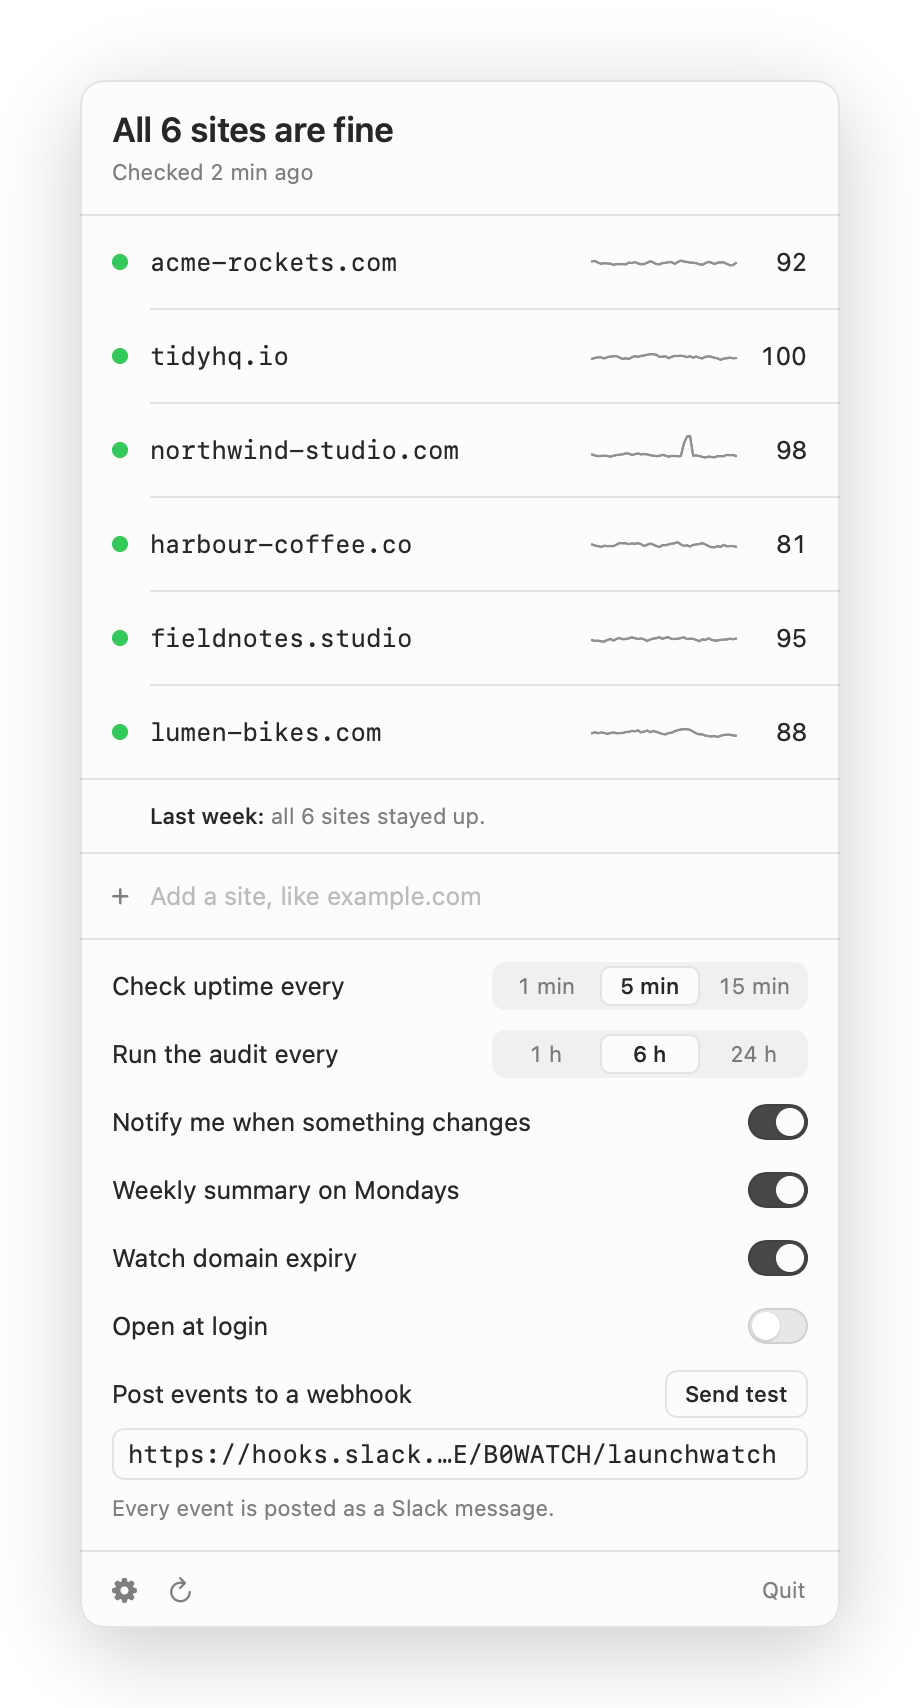 All 6 sites are fine
Checked 2 min ago
acme-rockets.com 92
tidyhq.io 100
northwind-studio.com 98
harbour-coffee.co 81
fieldnotes.studio 95
lumen-bikes.com 88
Last week: all 6 sites stayed up.
+ Add a site, like example.com
Check uptime every 1 min 5 min 15 min
Run the audit every 1 h 6 h 24 h
Notify me when something changes
Weekly summary on Mondays
Watch domain expiry
Open at login
Post events to a webhook Send test
https://hooks.slack.…E/B0WATCH/launchwatch
Every event is posted as a Slack message.
Quit